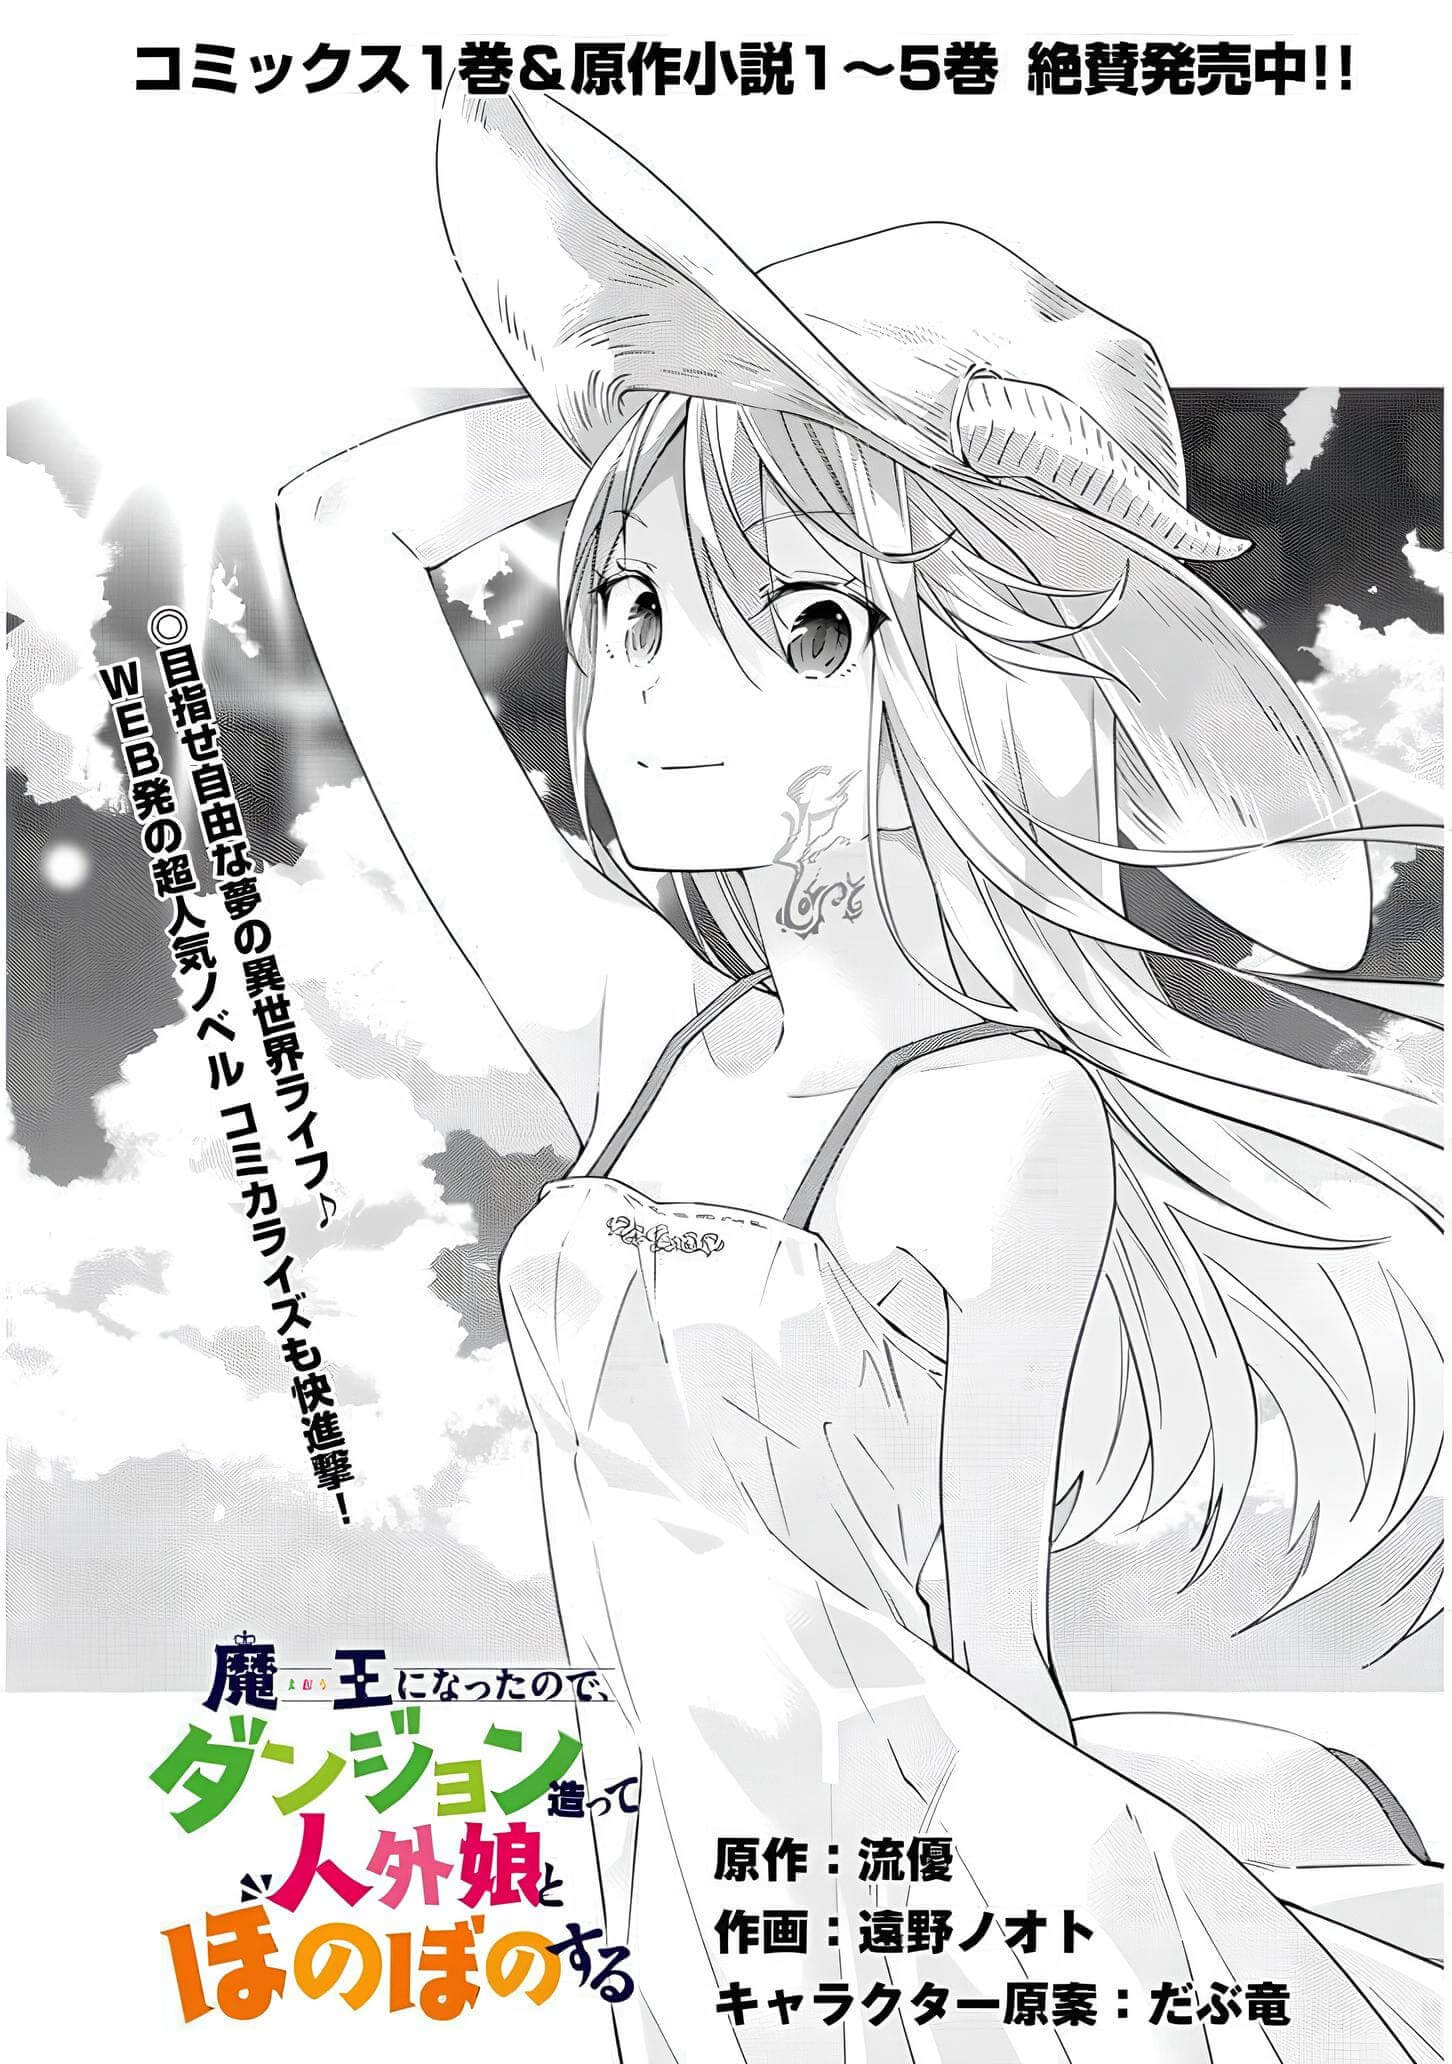 コミックス1巻&原作小説1～5巻 絶賛発売中!!
◎目指せ自由な夢の異世界ライフ♪
WEB発の超人気ノベル コミカライズも快進撃!
魔王になったので、
まおう
ダンジョン造って
人外娘と
ほのぼのする
原作:流優
作画:遠野ノオト
キャラクター原案:だぶ竜